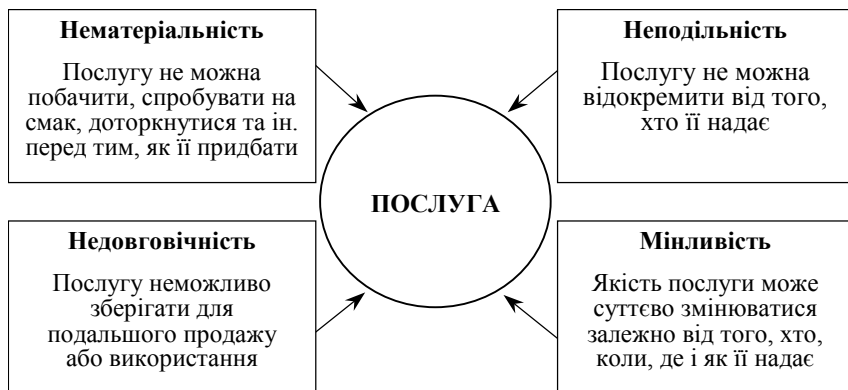 Нематеріальність
Послугу не можна
побачити, спробувати на
смак, доторкнутися та ін.
перед тим, як її придбати
Неподільність
Послугу не можна
відокремити від того,
хто її надає
ПОСЛУГА
Недовговічність
Послугу неможливо
зберігати для
подальшого продажу
або використання
Мінливість
Якість послуги може
суттєво змінюватися
залежно від того, хто,
коли, де і як її надає